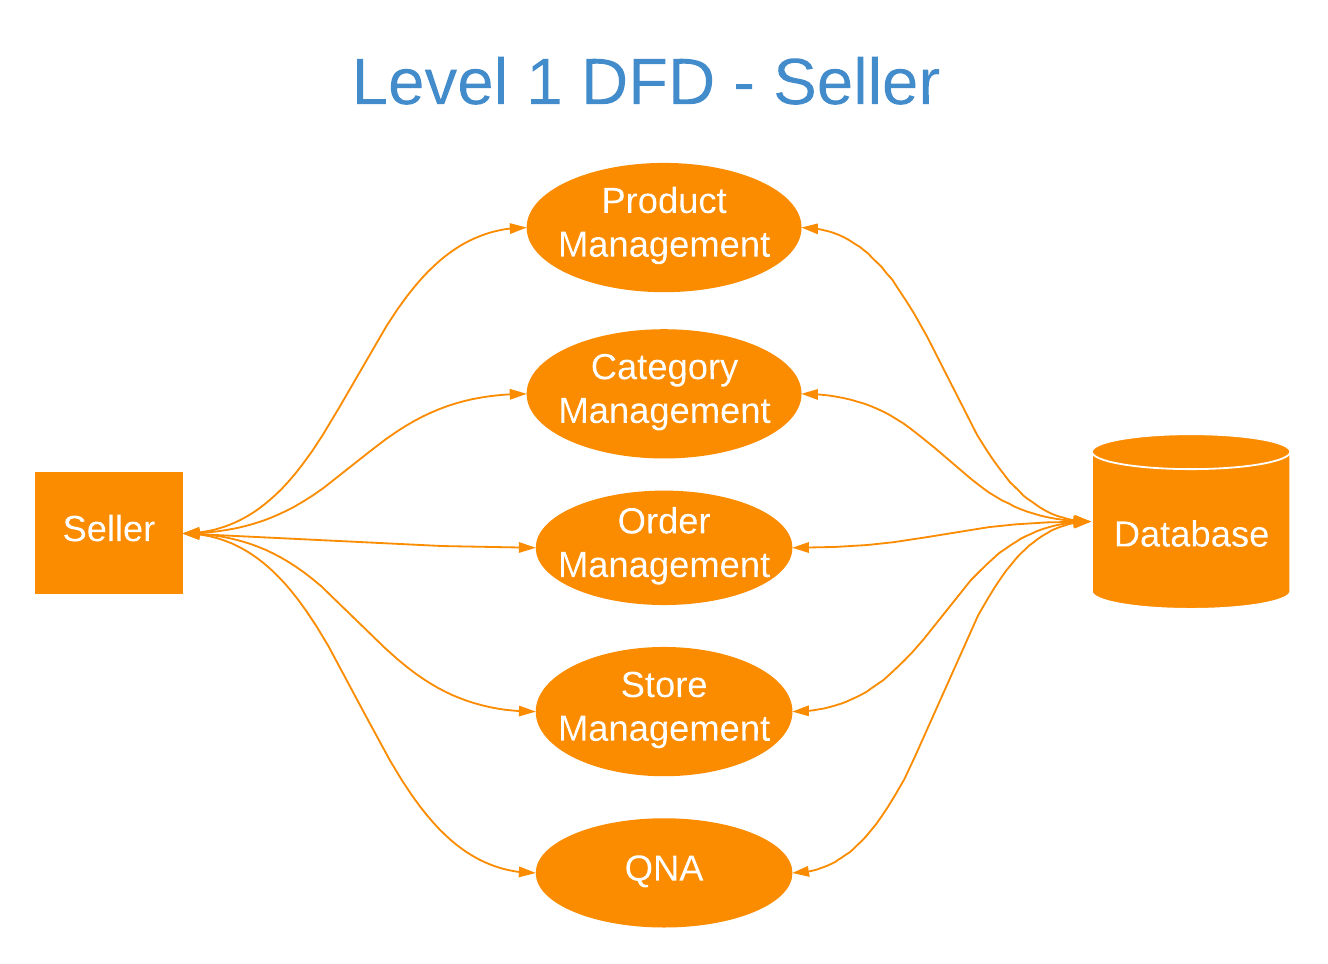 Level 1 DFD - Seller
Product
Management
Category
Management
Order
Management
Store
Management
QNA
Seller
Database